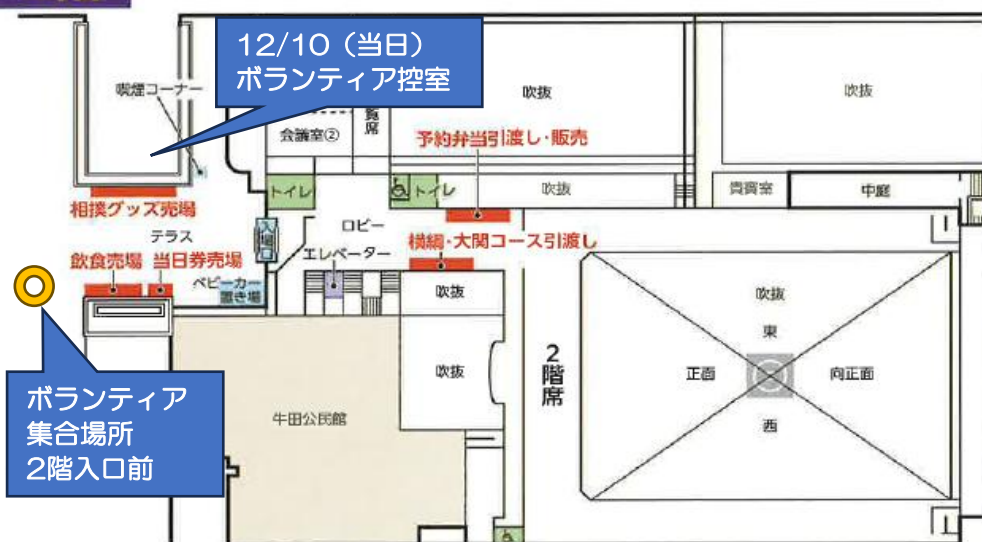 12/10（当日）
ボランティア控室
喫煙コーナー
会議室②
覧席
吹抜
吹抜
予約弁当引渡し・販売
トイレ
トイレ
吹抜
貴賓室
中庭
相撲グッズ売場
テラス
入場口
ロビー
エレベーター
横綱・大関コース引渡し
飲食売場
当日券売場
ベビーカー
置き場
吹抜
吹抜
2階席
吹抜
東
正面
向正面
西
ボランティア
集合場所
2階入口前
牛田公民館